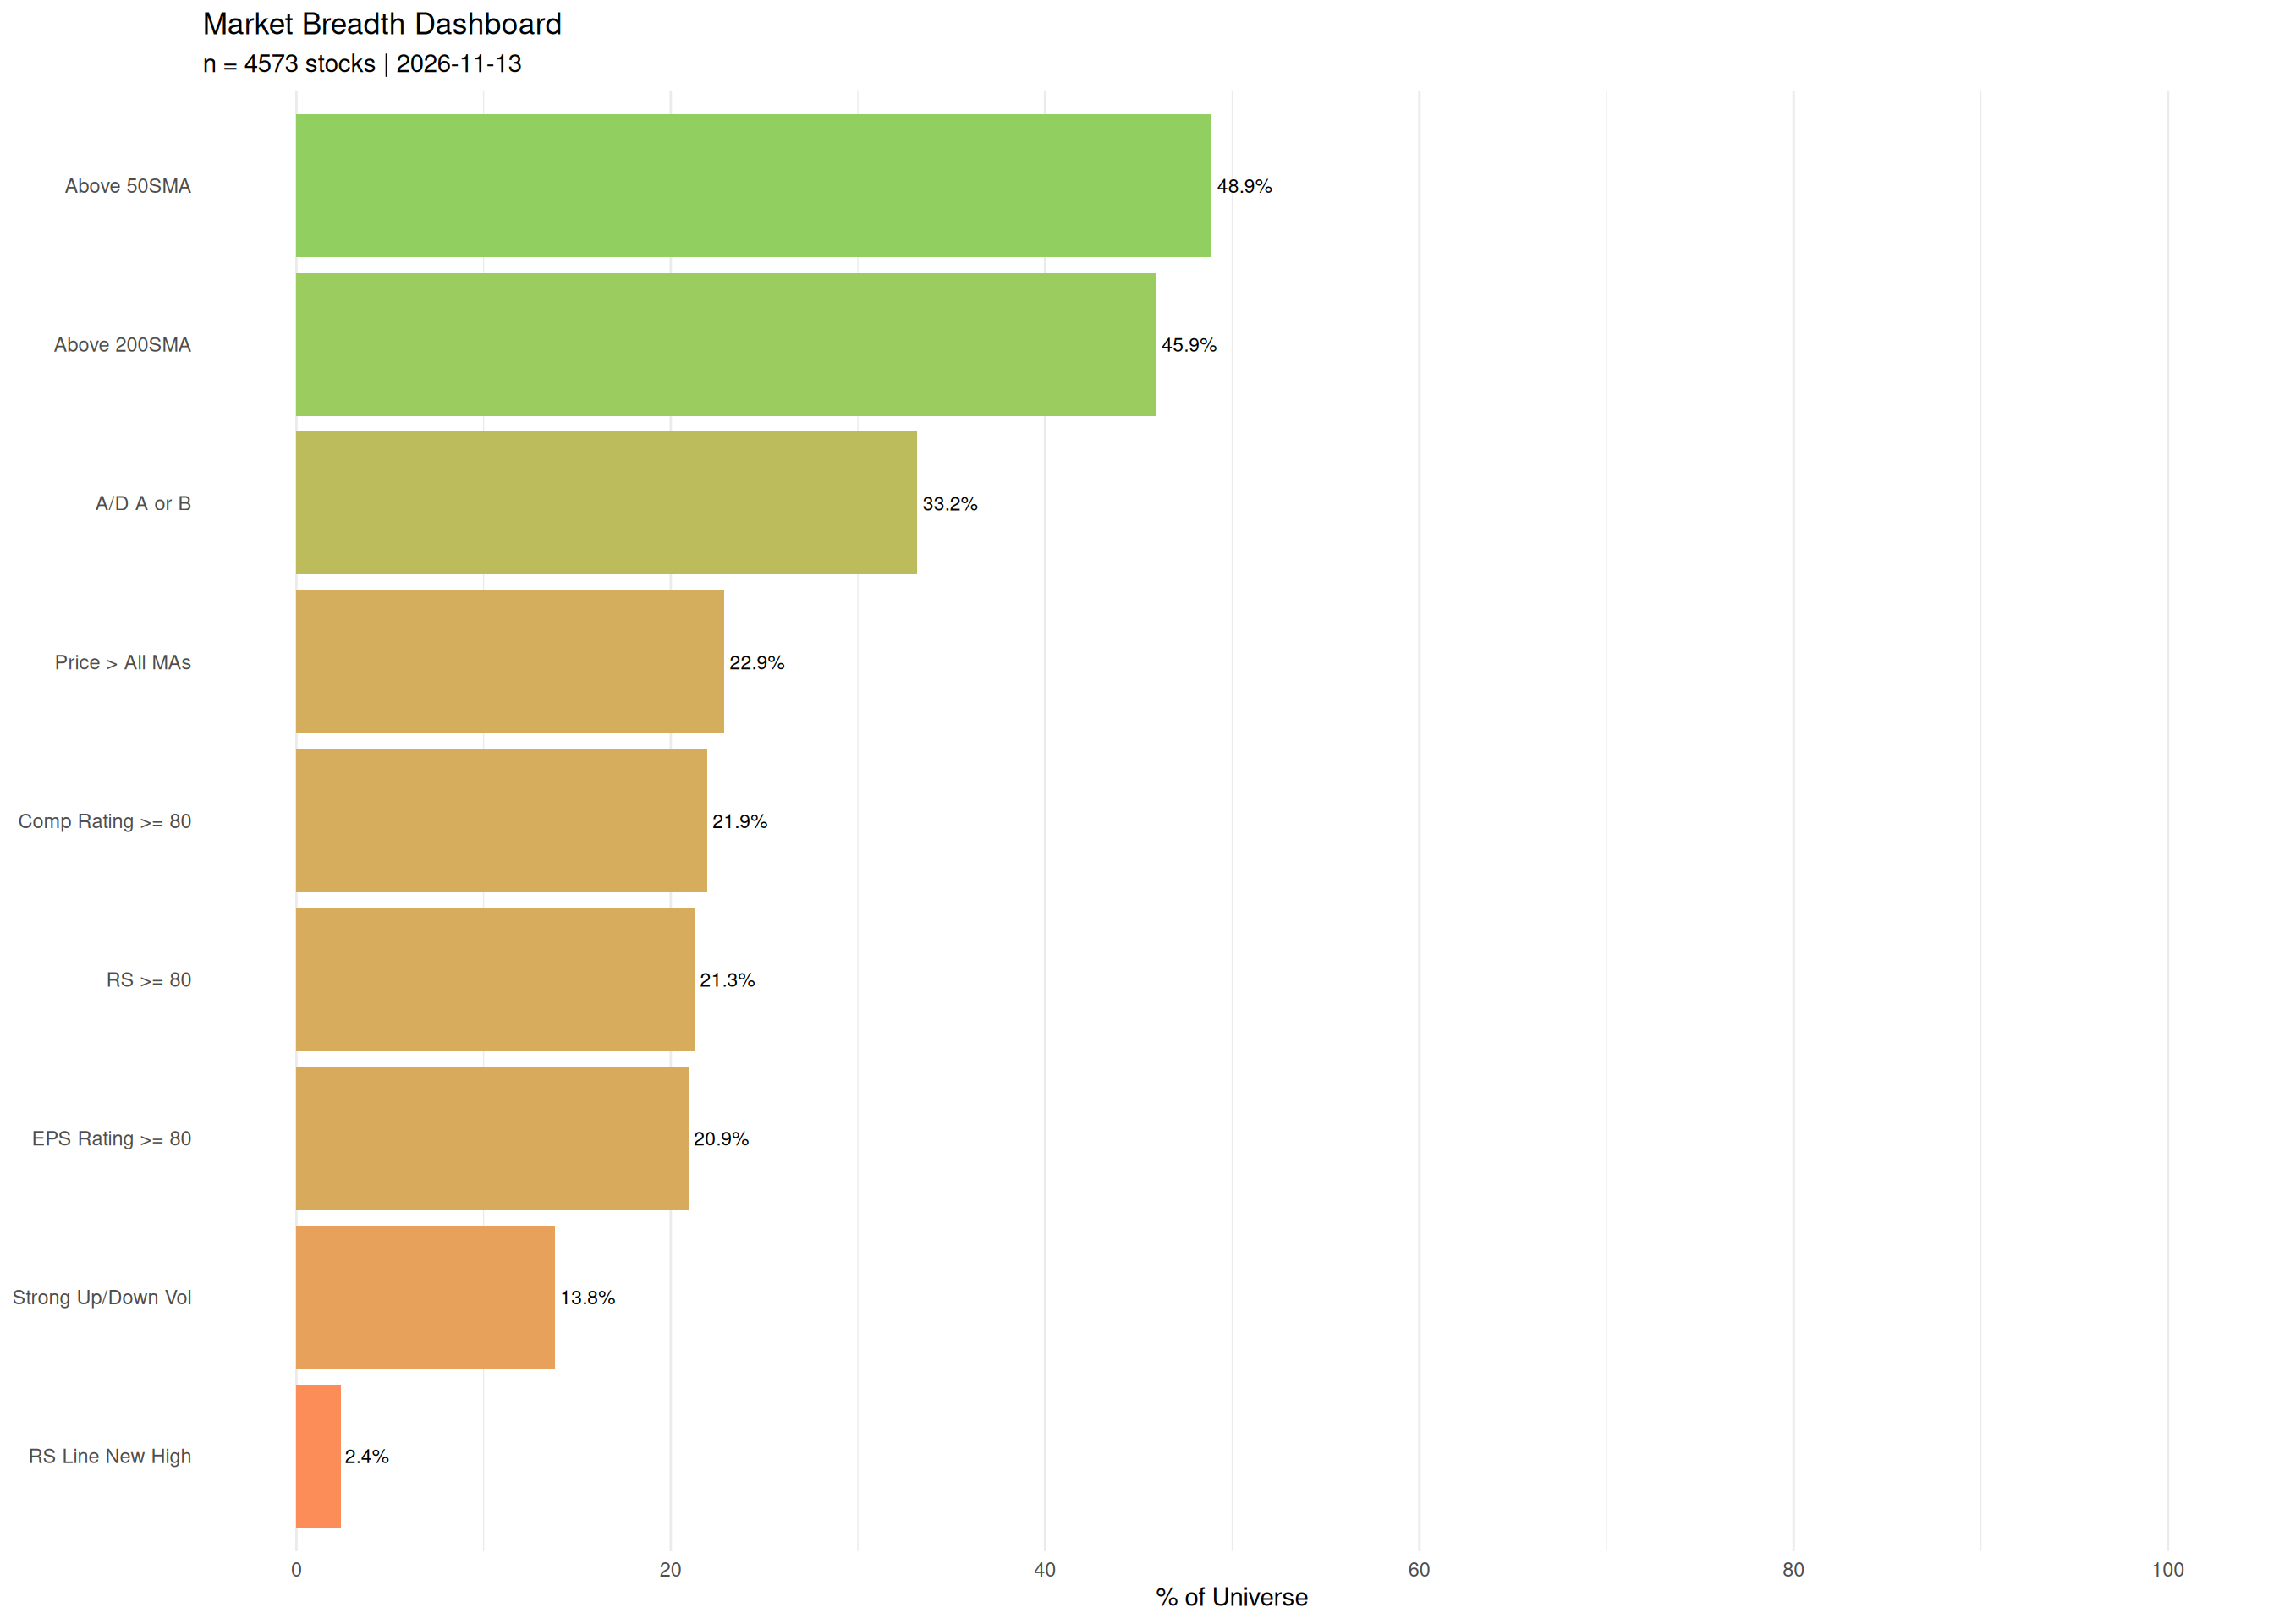 Market Breadth Dashboard
n = 4573 stocks | 2026-11-13
Above 50SMA
48.9%
Above 200SMA
45.9%
A/D A or B
33.2%
Price > All MAs
22.9%
Comp Rating >= 80
21.9%
RS >= 80
21.3%
EPS Rating >= 80
20.9%
Strong Up/Down Vol
13.8%
RS Line New High
2.4%
0 20 40 60 80 100
% of Universe